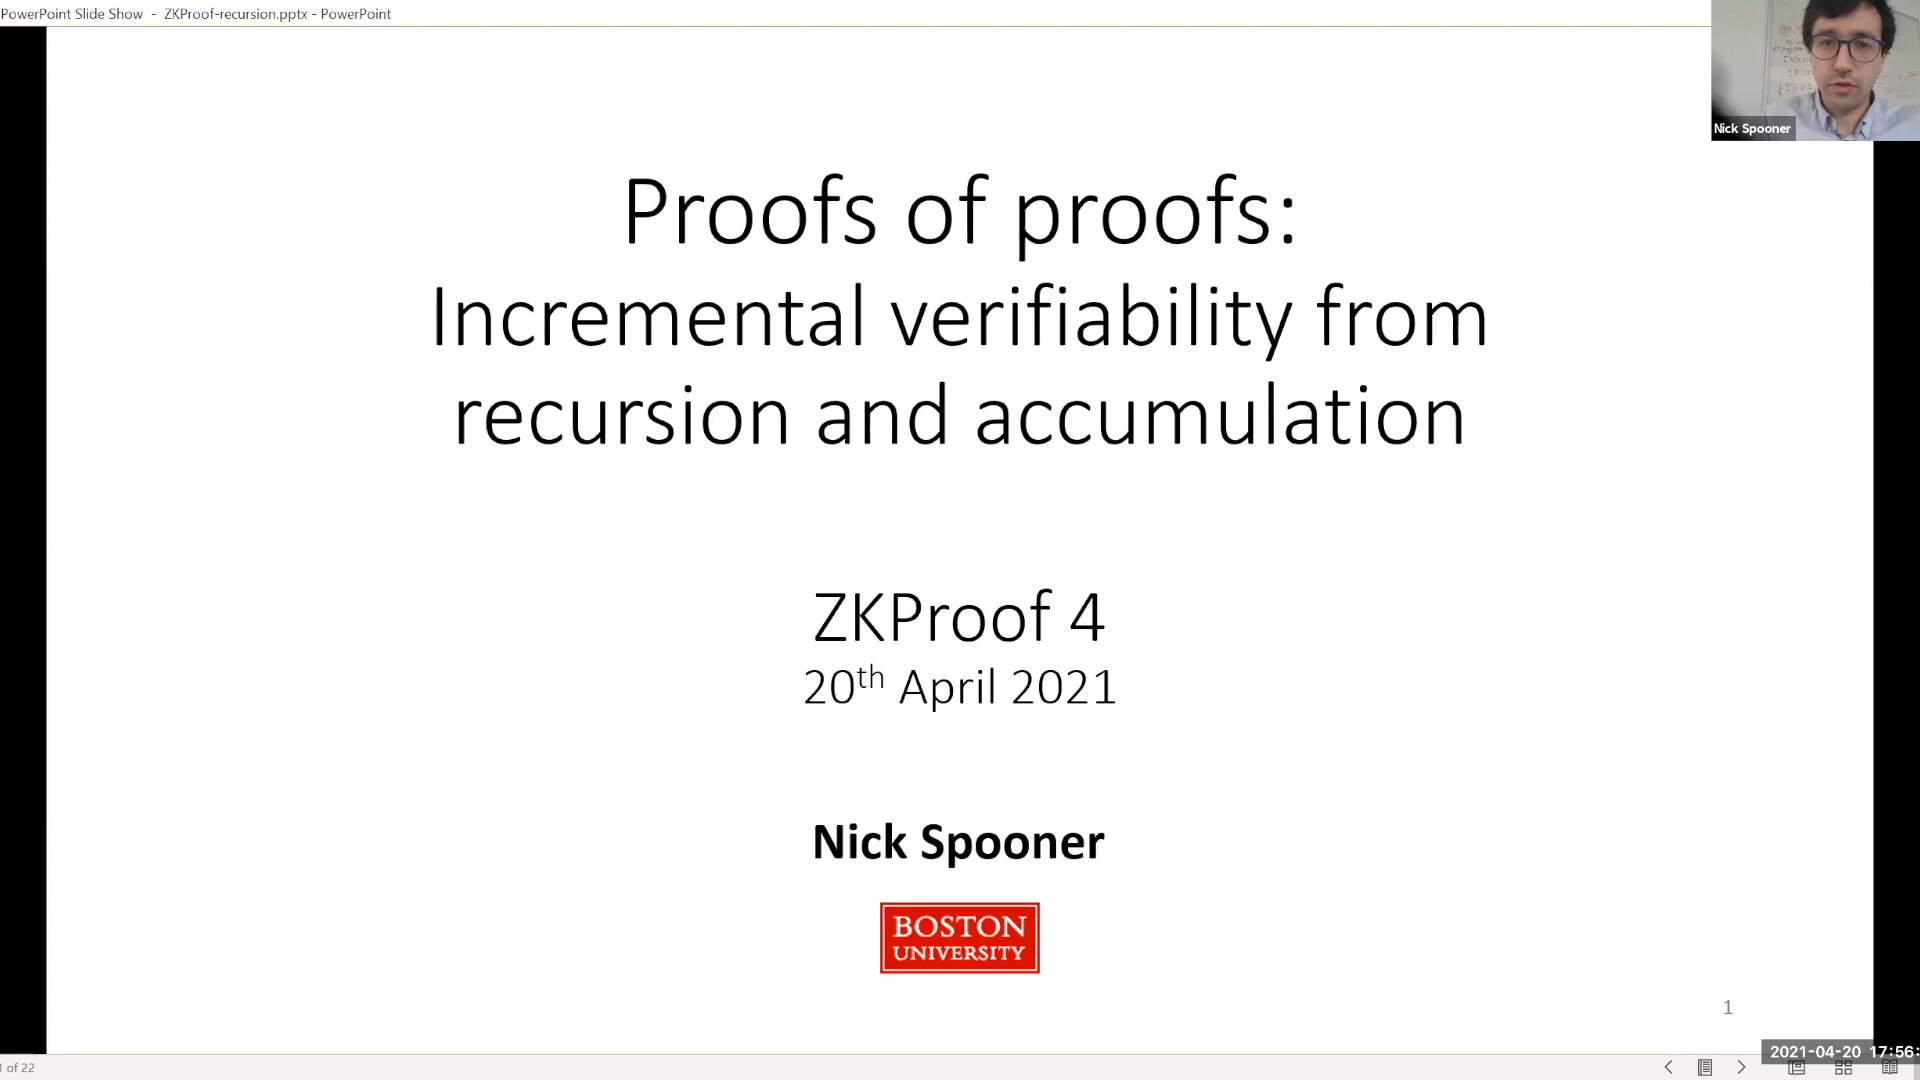 PowerPoint Slide Show - ZKProof-recursion.pptx - PowerPoint
Nick Spooner
Proofs of proofs:
Incremental verifiability from
recursion and accumulation
ZKProof 4
20th April 2021
Nick Spooner
BOSTON
UNIVERSITY
1
2021-04-20 17:56:
of 22